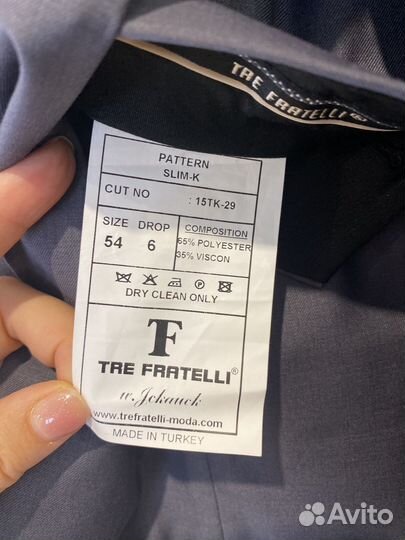 TRE FRATELLI®
PATTERN
SLIM-K
CUT NO : 15TK-29
SIZE DROP COMPOSITION
54 6 65% POLYESTER
35% VISCON
DRY CLEAN ONLY
F
TRE FRATELLI®
w.Jckauck
www.trefratelli-moda.com
MADE IN TURKEY
Avito